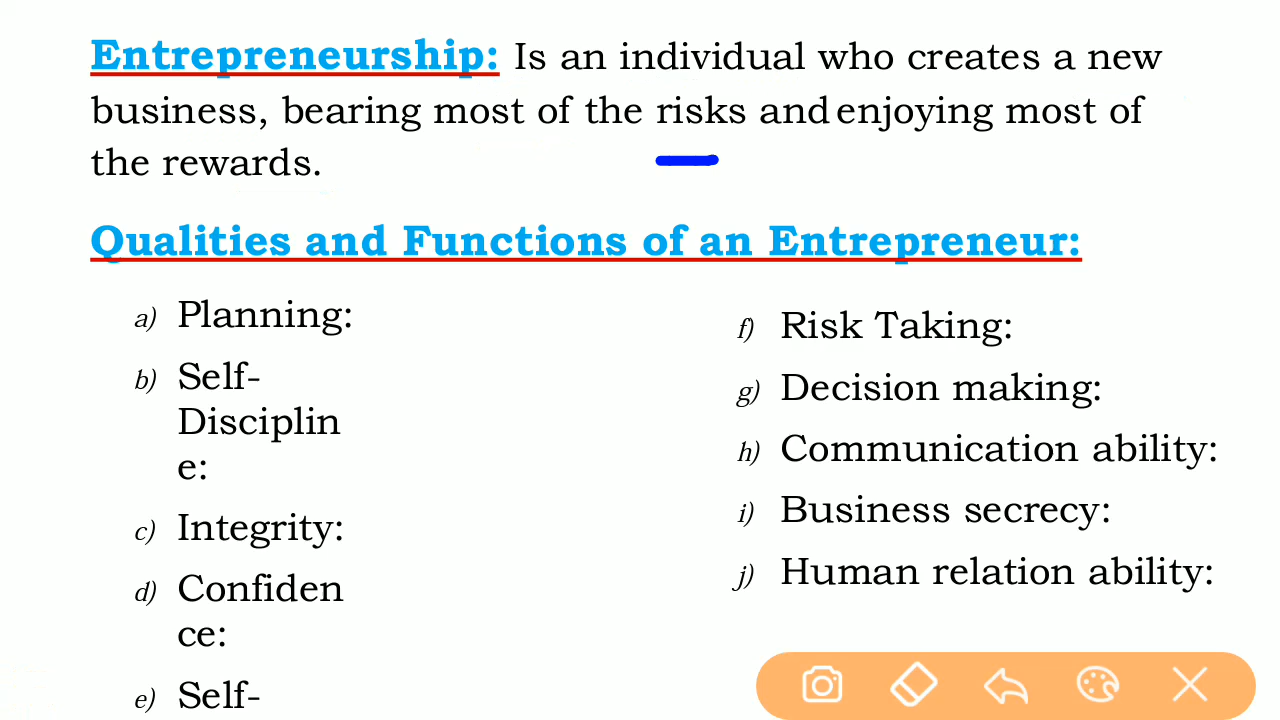 Entrepreneurship: Is an individual who creates a new
business, bearing most of the risks and enjoying most of
the rewards.
Qualities and Functions of an Entrepreneur:
a) Planning:
b) Self-
Disciplin
e:
c) Integrity:
d) Confiden
ce:
e) Self-
f) Risk Taking:
g) Decision making:
h) Communication ability:
i) Business secrecy:
j) Human relation ability: